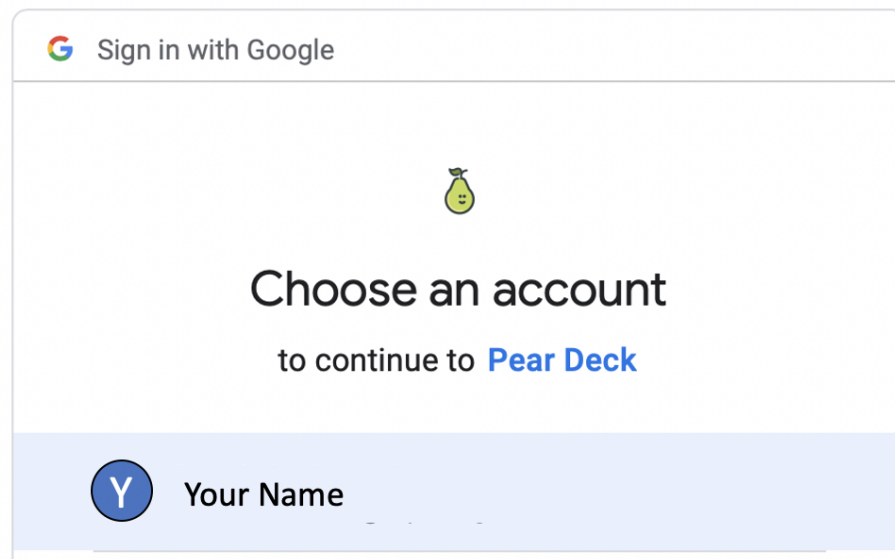 Sign in with Google
Choose an account
to continue to Pear Deck
Y
Your Name